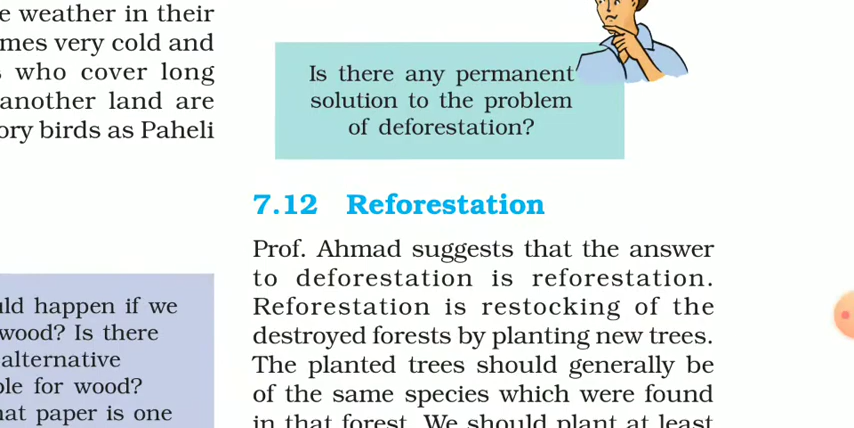 e weather in their
mes very cold and
who cover long
another land are
ory birds as Paheli
uld happen if we
wood? Is there
alternative
ble for wood?
hat paper is one
Is there any permanent
solution to the problem
of deforestation?
7.12 Reforestation
Prof. Ahmad suggests that the answer
to deforestation is reforestation.
Reforestation is restocking of the
destroyed forests by planting new trees.
The planted trees should generally be
of the same species which were found
in that forest. We should plant at least